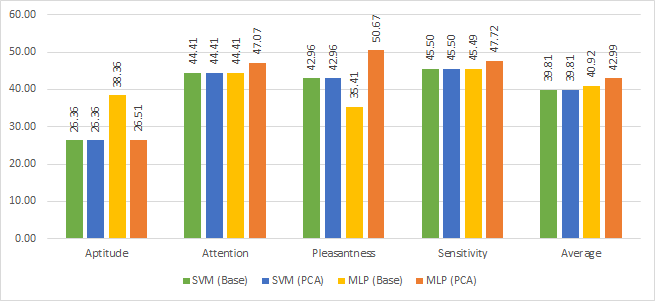 60.00
50.00
40.00
30.00
20.00
10.00
0.00
26.36 26.36 38.36 26.51
44.41 44.41 44.41 47.07
42.96 42.96 35.41 50.67
45.50 45.50 45.49 47.72
39.81 39.81 40.92 42.99
Aptitude Attention Pleasantness Sensitivity Average
SVM (Base) SVM (PCA) MLP (Base) MLP (PCA)